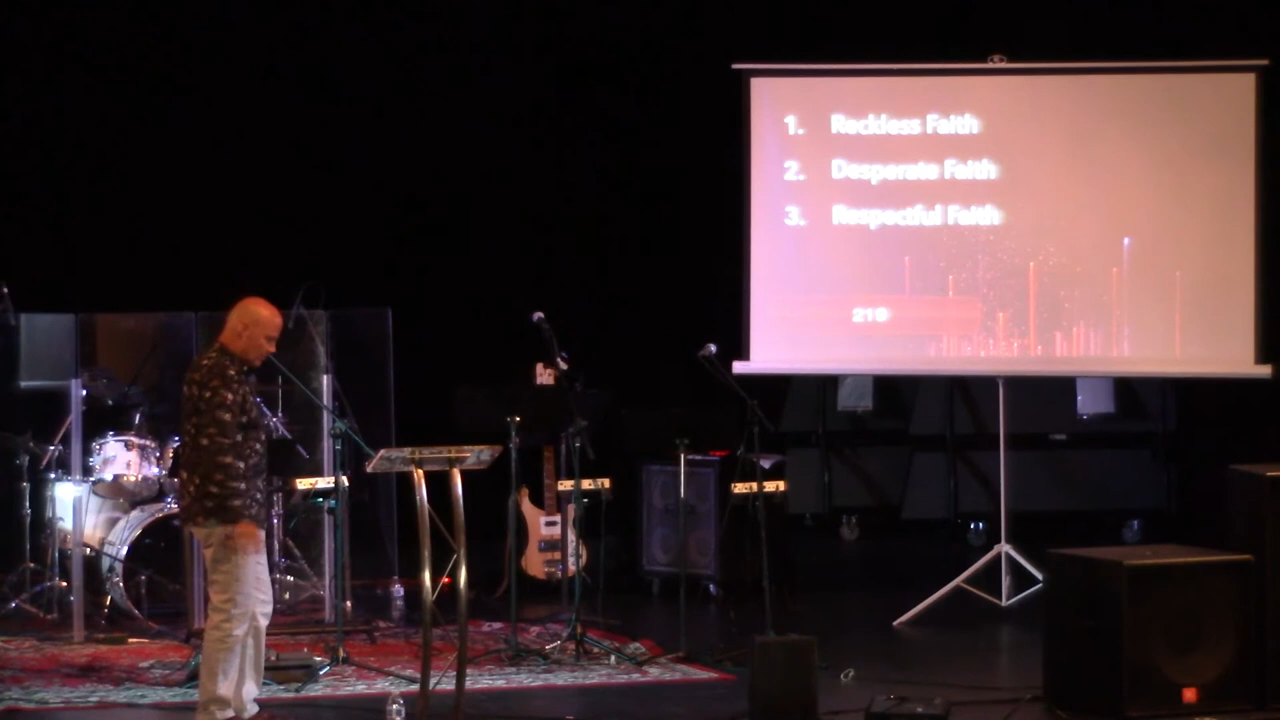 1. Reckless Faith
2. Desperate Faith
3. Respectful Faith
210